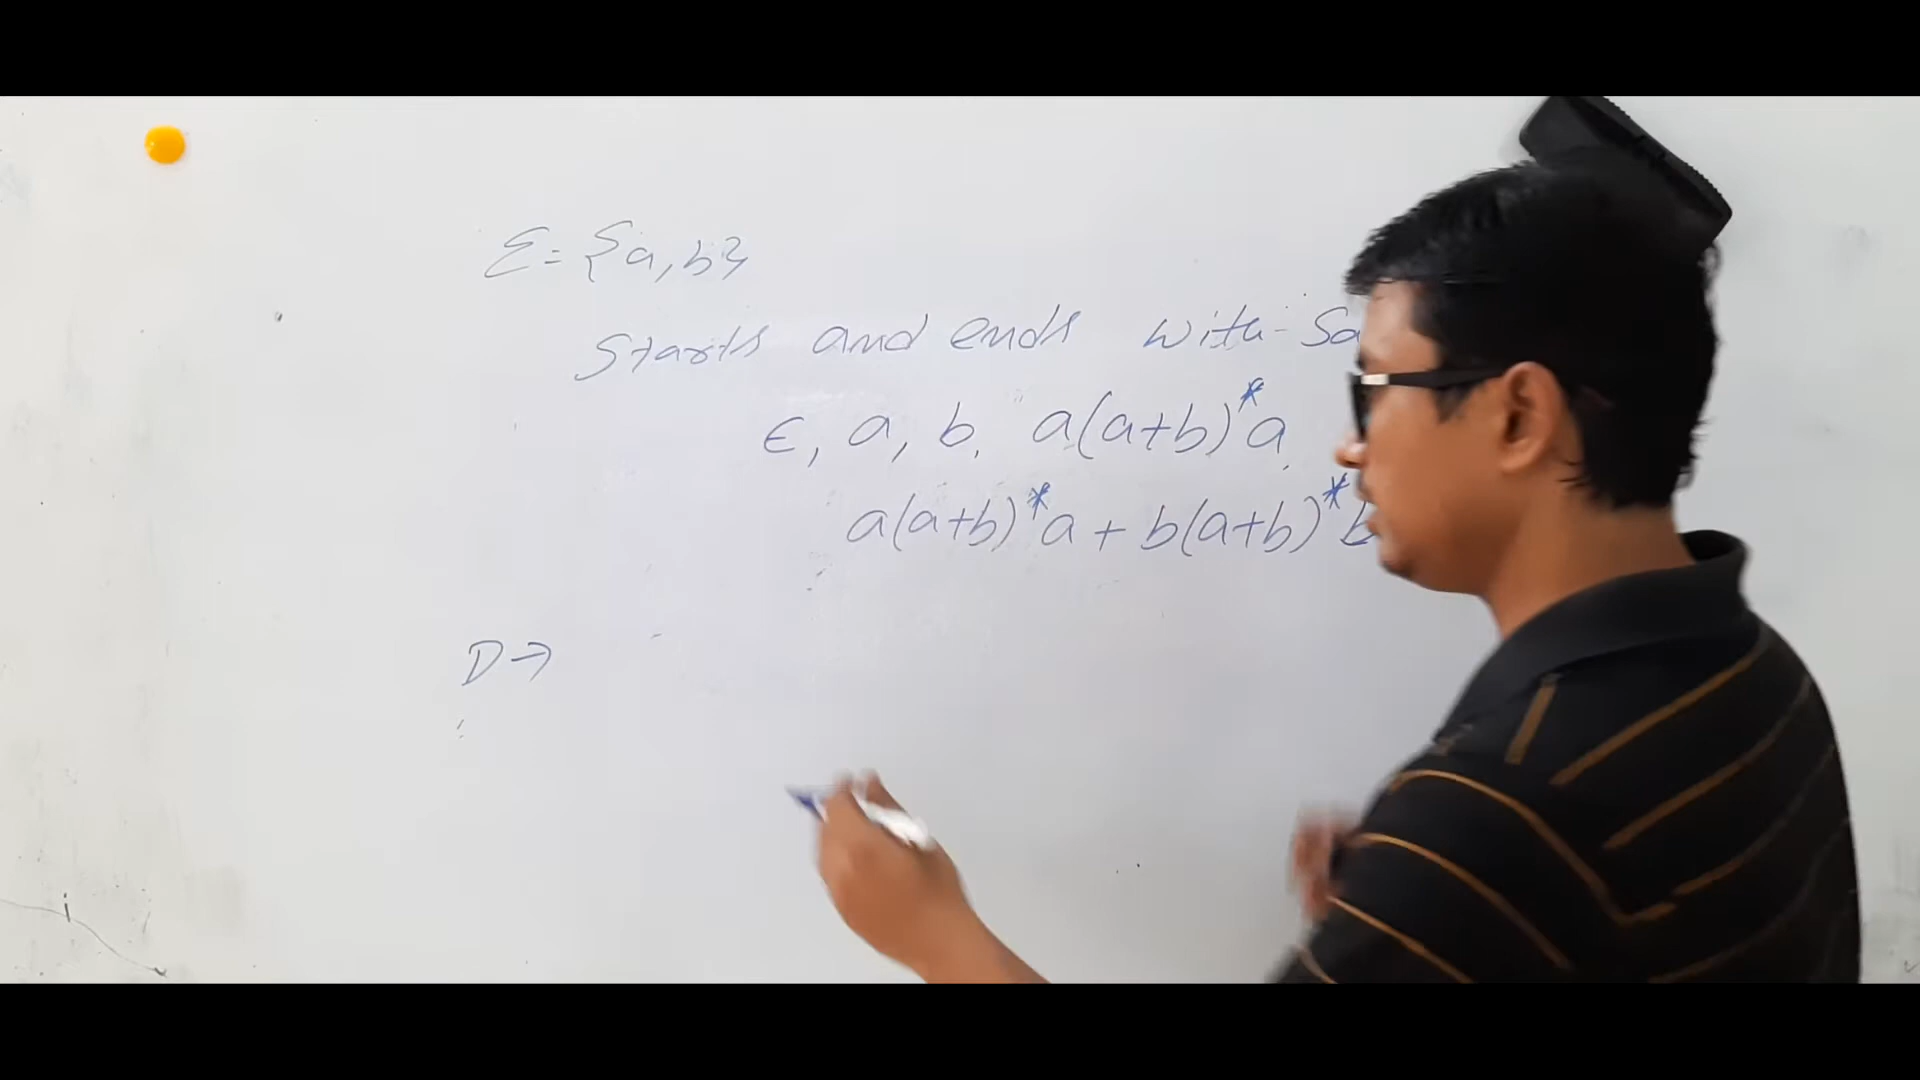 Σ = {a, b}
Starts and ends with Sa
ϵ, a, b, a(a+b)*a,
a(a+b)*a + b(a+b)*b
D →